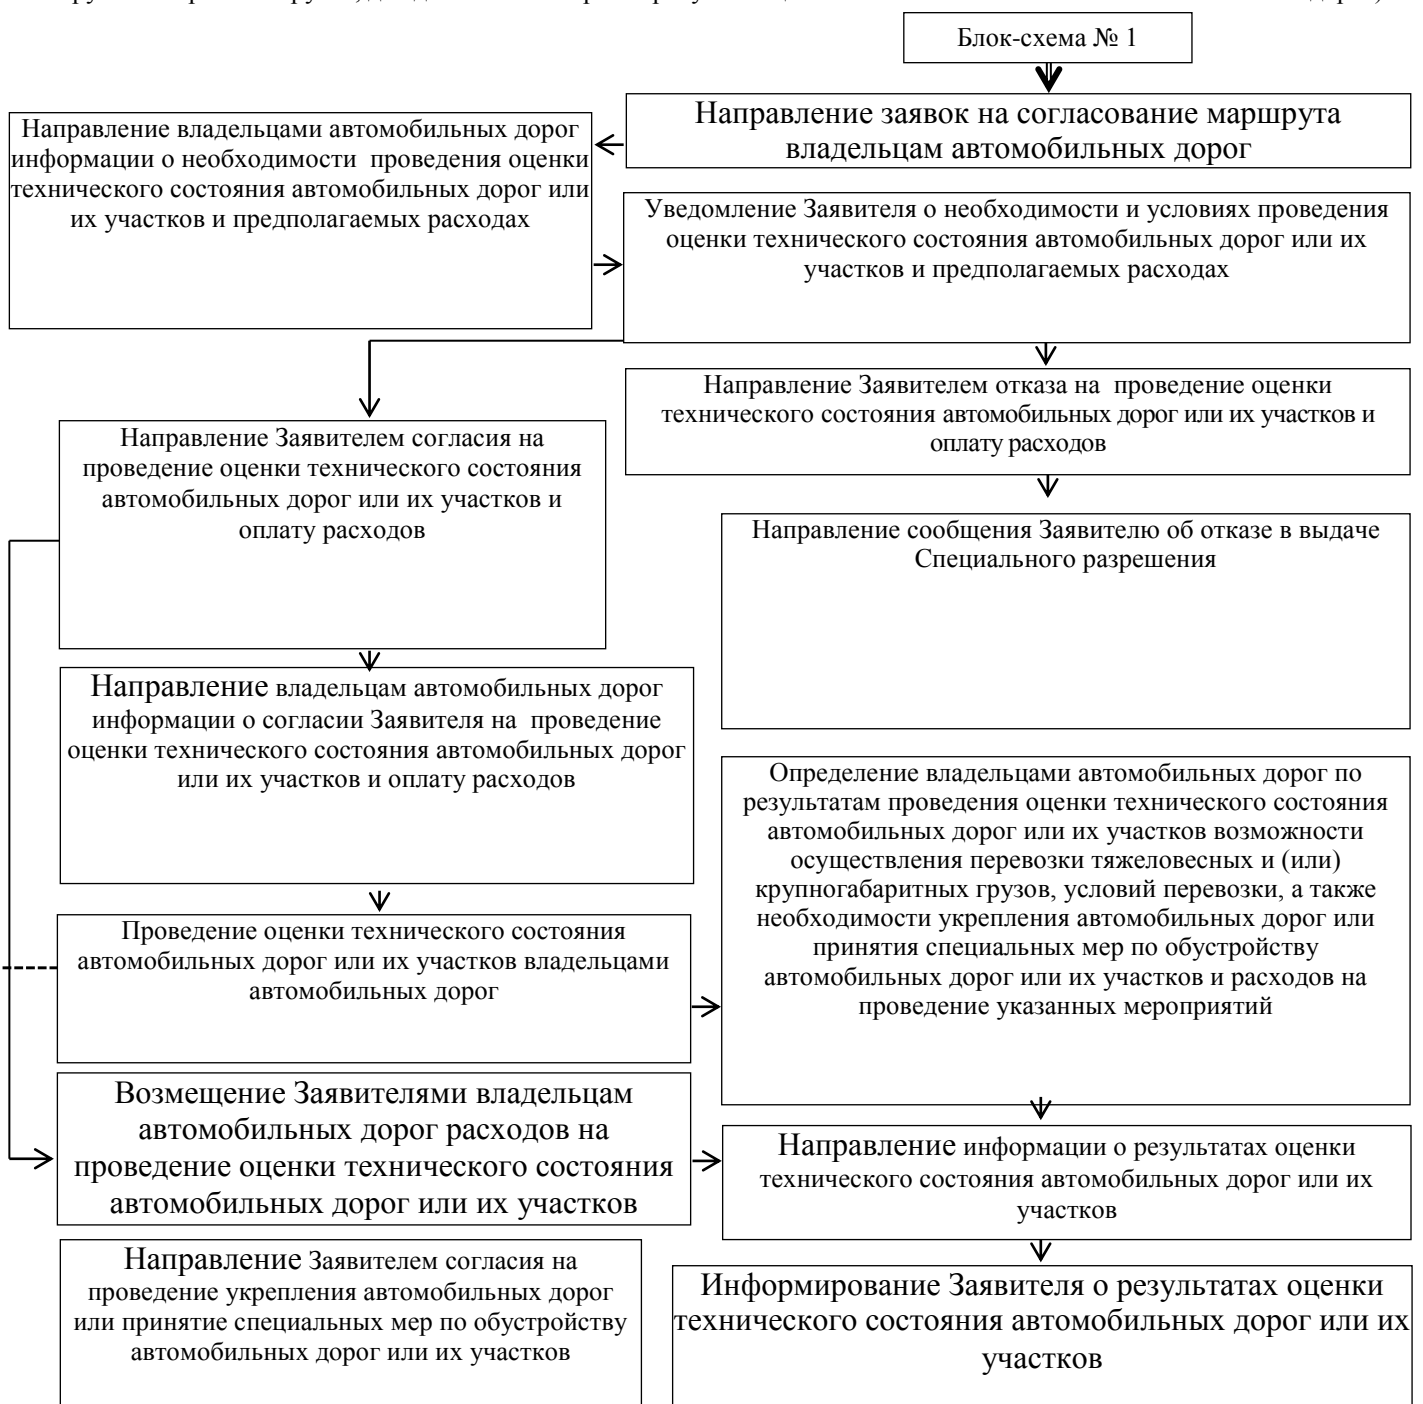 Блок-схема № 1
Направление заявок на согласование маршрута
владельцам автомобильных дорог
Направление владельцами автомобильных дорог
информации о необходимости проведения оценки
технического состояния автомобильных дорог или
их участков и предполагаемых расходах
Уведомление Заявителя о необходимости и условиях проведения
оценки технического состояния автомобильных дорог или их
участков и предполагаемых расходах
Направление Заявителем отказа на проведение оценки
технического состояния автомобильных дорог или их участков и
оплату расходов
Направление Заявителем согласия на
проведение оценки технического состояния
автомобильных дорог или их участков и
оплату расходов
Направление сообщения Заявителю об отказе в выдаче
Специального разрешения
Направление владельцам автомобильных дорог
информации о согласии Заявителя на проведение
оценки технического состояния автомобильных дорог
или их участков и оплату расходов
Определение владельцами автомобильных дорог по
результатам проведения оценки технического состояния
автомобильных дорог или их участков возможности
осуществления перевозки тяжеловесных и (или)
крупногабаритных грузов, условий перевозки, а также
необходимости укрепления автомобильных дорог или
принятия специальных мер по обустройству
автомобильных дорог или их участков и расходов на
проведение указанных мероприятий
Проведение оценки технического состояния
автомобильных дорог или их участков владельцами
автомобильных дорог
Возмещение Заявителями владельцам
автомобильных дорог расходов на
проведение оценки технического состояния
автомобильных дорог или их участков
Направление информации о результатах оценки
технического состояния автомобильных дорог или их
участков
Направление Заявителем согласия на
проведение укрепления автомобильных дорог
или принятие специальных мер по обустройству
автомобильных дорог или их участков
Информирование Заявителя о результатах оценки
технического состояния автомобильных дорог или их
участков